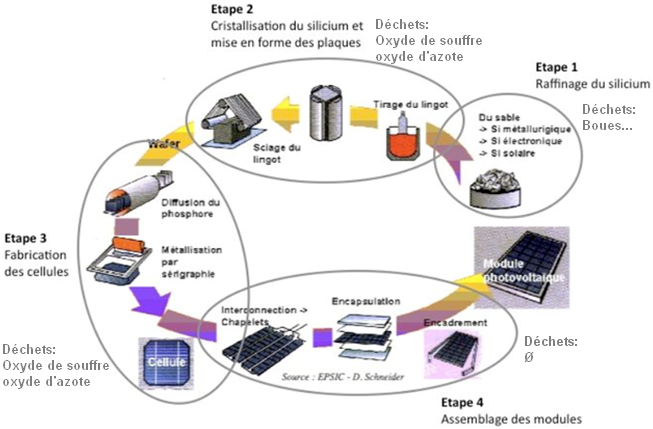 Etape 2
Cristallisation du silicium et
mise en forme des plaques
Déchets:
Oxyde de souffre
oxyde d'azote
Etape 1
Raffinage du silicium
Déchets:
Boues...
Tirage du lingot
Du sable
-> Si métallurigique
-> Si électronique
-> Si solaire
Sciage du
lingot
Wafer
Diffusion du
phosphore
Etape 3
Fabrication
des cellules
Métallisation
par
sérigraphie
Module
photovoltaïque
Interconnection ->
Chapelets
Encapsulation
Encadrement
Déchets:
Oxyde de souffre
oxyde d'azote
Cellule
Déchets:
Ø
Source : EPSIC - D. Schneider
Etape 4
Assemblage des modules